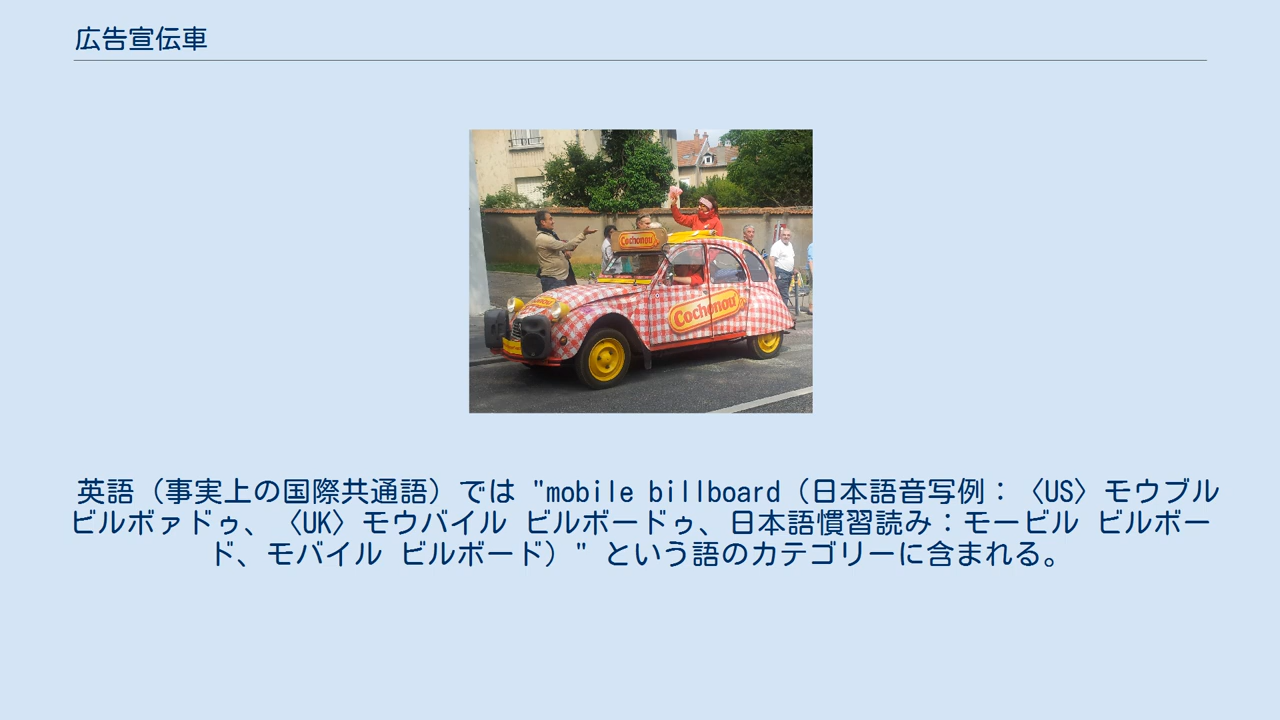 広告宣伝車
Cochonou
Cochonou
英語（事実上の国際共通語）では "mobile billboard（日本語音写例：〈US〉モウブル
ビルボァドゥ、〈UK〉モウバイル ビルボードゥ、日本語慣習読み：モービル ビルボー
ド、モバイル ビルボード）" という語のカテゴリーに含まれる。